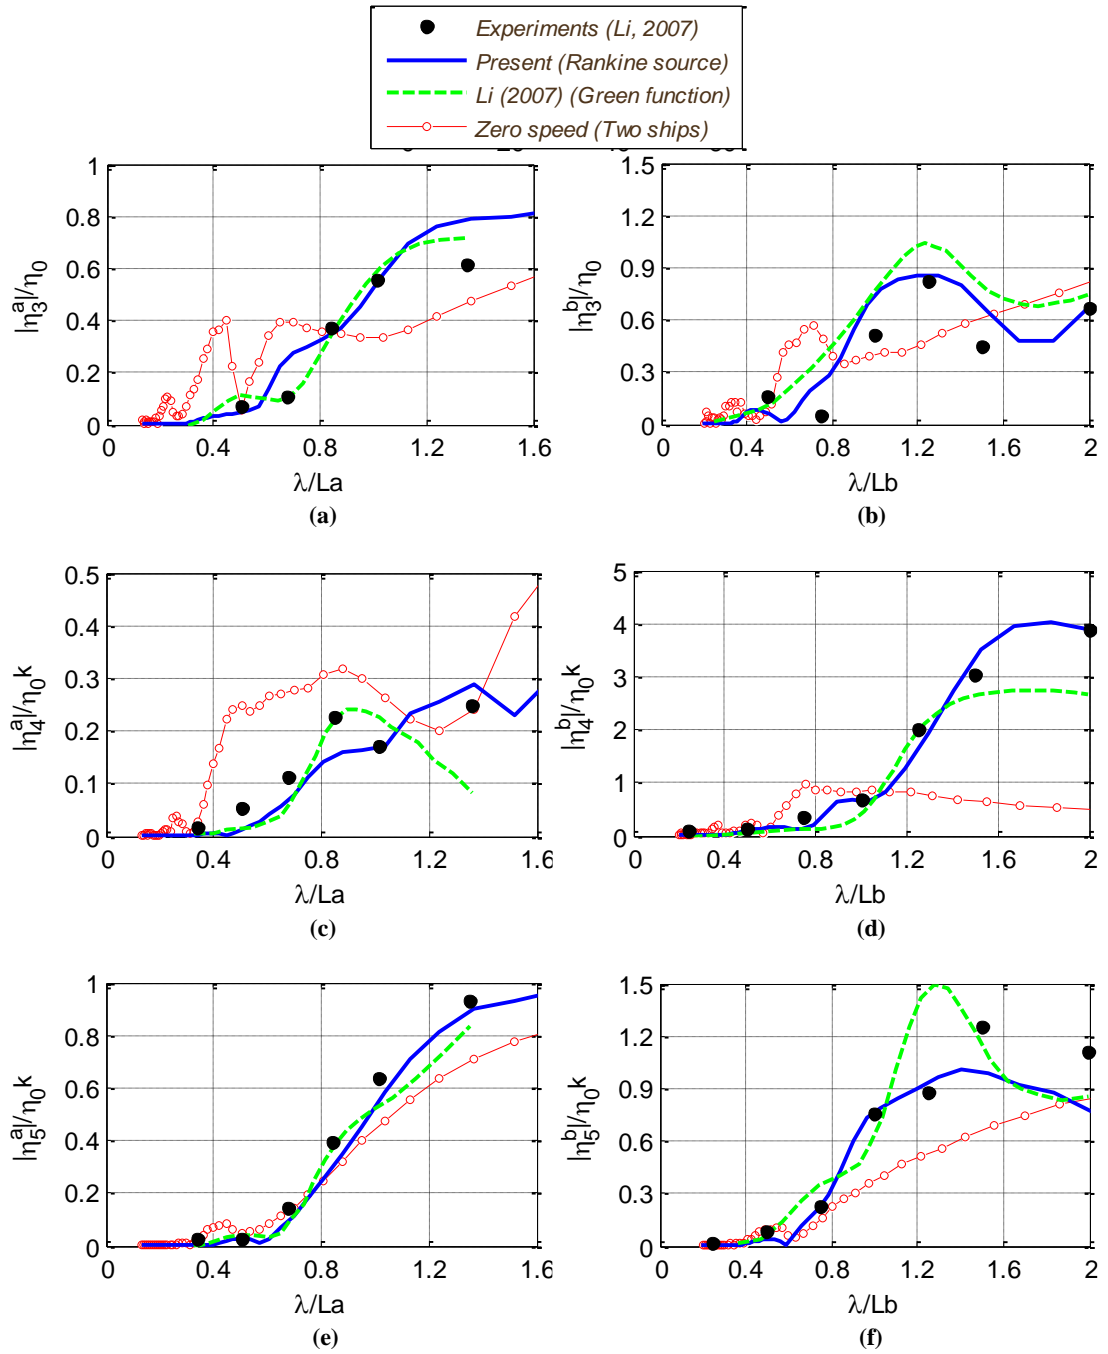 Experiments (Li, 2007)
Present (Rankine source)
Li (2007) (Green function)
Zero speed (Two ships)
1
0.8
0.6
0.4
0.2
0
|η₃ᵃ|/η₀
0 0.4 0.8 1.2 1.6
λ/La
(a)
1.5
1.2
0.9
0.6
0.3
0
|η₃ᵇ|/η₀
0 0.4 0.8 1.2 1.6 2
λ/Lb
(b)
0.5
0.4
0.3
0.2
0.1
0
|η₄ᵃ|/η₀k
0 0.4 0.8 1.2 1.6
λ/La
(c)
5
4
3
2
1
0
|η₄ᵇ|/η₀k
0 0.4 0.8 1.2 1.6 2
λ/Lb
(d)
1
0.8
0.6
0.4
0.2
0
|η₅ᵃ|/η₀k
0 0.4 0.8 1.2 1.6
λ/La
(e)
1.5
1.2
0.9
0.6
0.3
0
|η₅ᵇ|/η₀k
0 0.4 0.8 1.2 1.6 2
λ/Lb
(f)